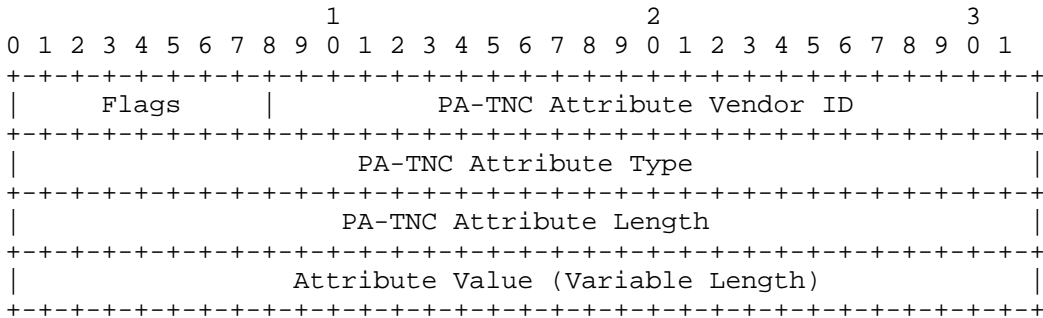 1                   2                   3
 0 1 2 3 4 5 6 7 8 9 0 1 2 3 4 5 6 7 8 9 0 1 2 3 4 5 6 7 8 9 0 1
+-+-+-+-+-+-+-+-+-+-+-+-+-+-+-+-+-+-+-+-+-+-+-+-+-+-+-+-+-+-+-+-+
|     Flags     |          PA-TNC Attribute Vendor ID           |
+-+-+-+-+-+-+-+-+-+-+-+-+-+-+-+-+-+-+-+-+-+-+-+-+-+-+-+-+-+-+-+-+
|                     PA-TNC Attribute Type                     |
+-+-+-+-+-+-+-+-+-+-+-+-+-+-+-+-+-+-+-+-+-+-+-+-+-+-+-+-+-+-+-+-+
|                    PA-TNC Attribute Length                    |
+-+-+-+-+-+-+-+-+-+-+-+-+-+-+-+-+-+-+-+-+-+-+-+-+-+-+-+-+-+-+-+-+
|                 Attribute Value (Variable Length)             |
+-+-+-+-+-+-+-+-+-+-+-+-+-+-+-+-+-+-+-+-+-+-+-+-+-+-+-+-+-+-+-+-+